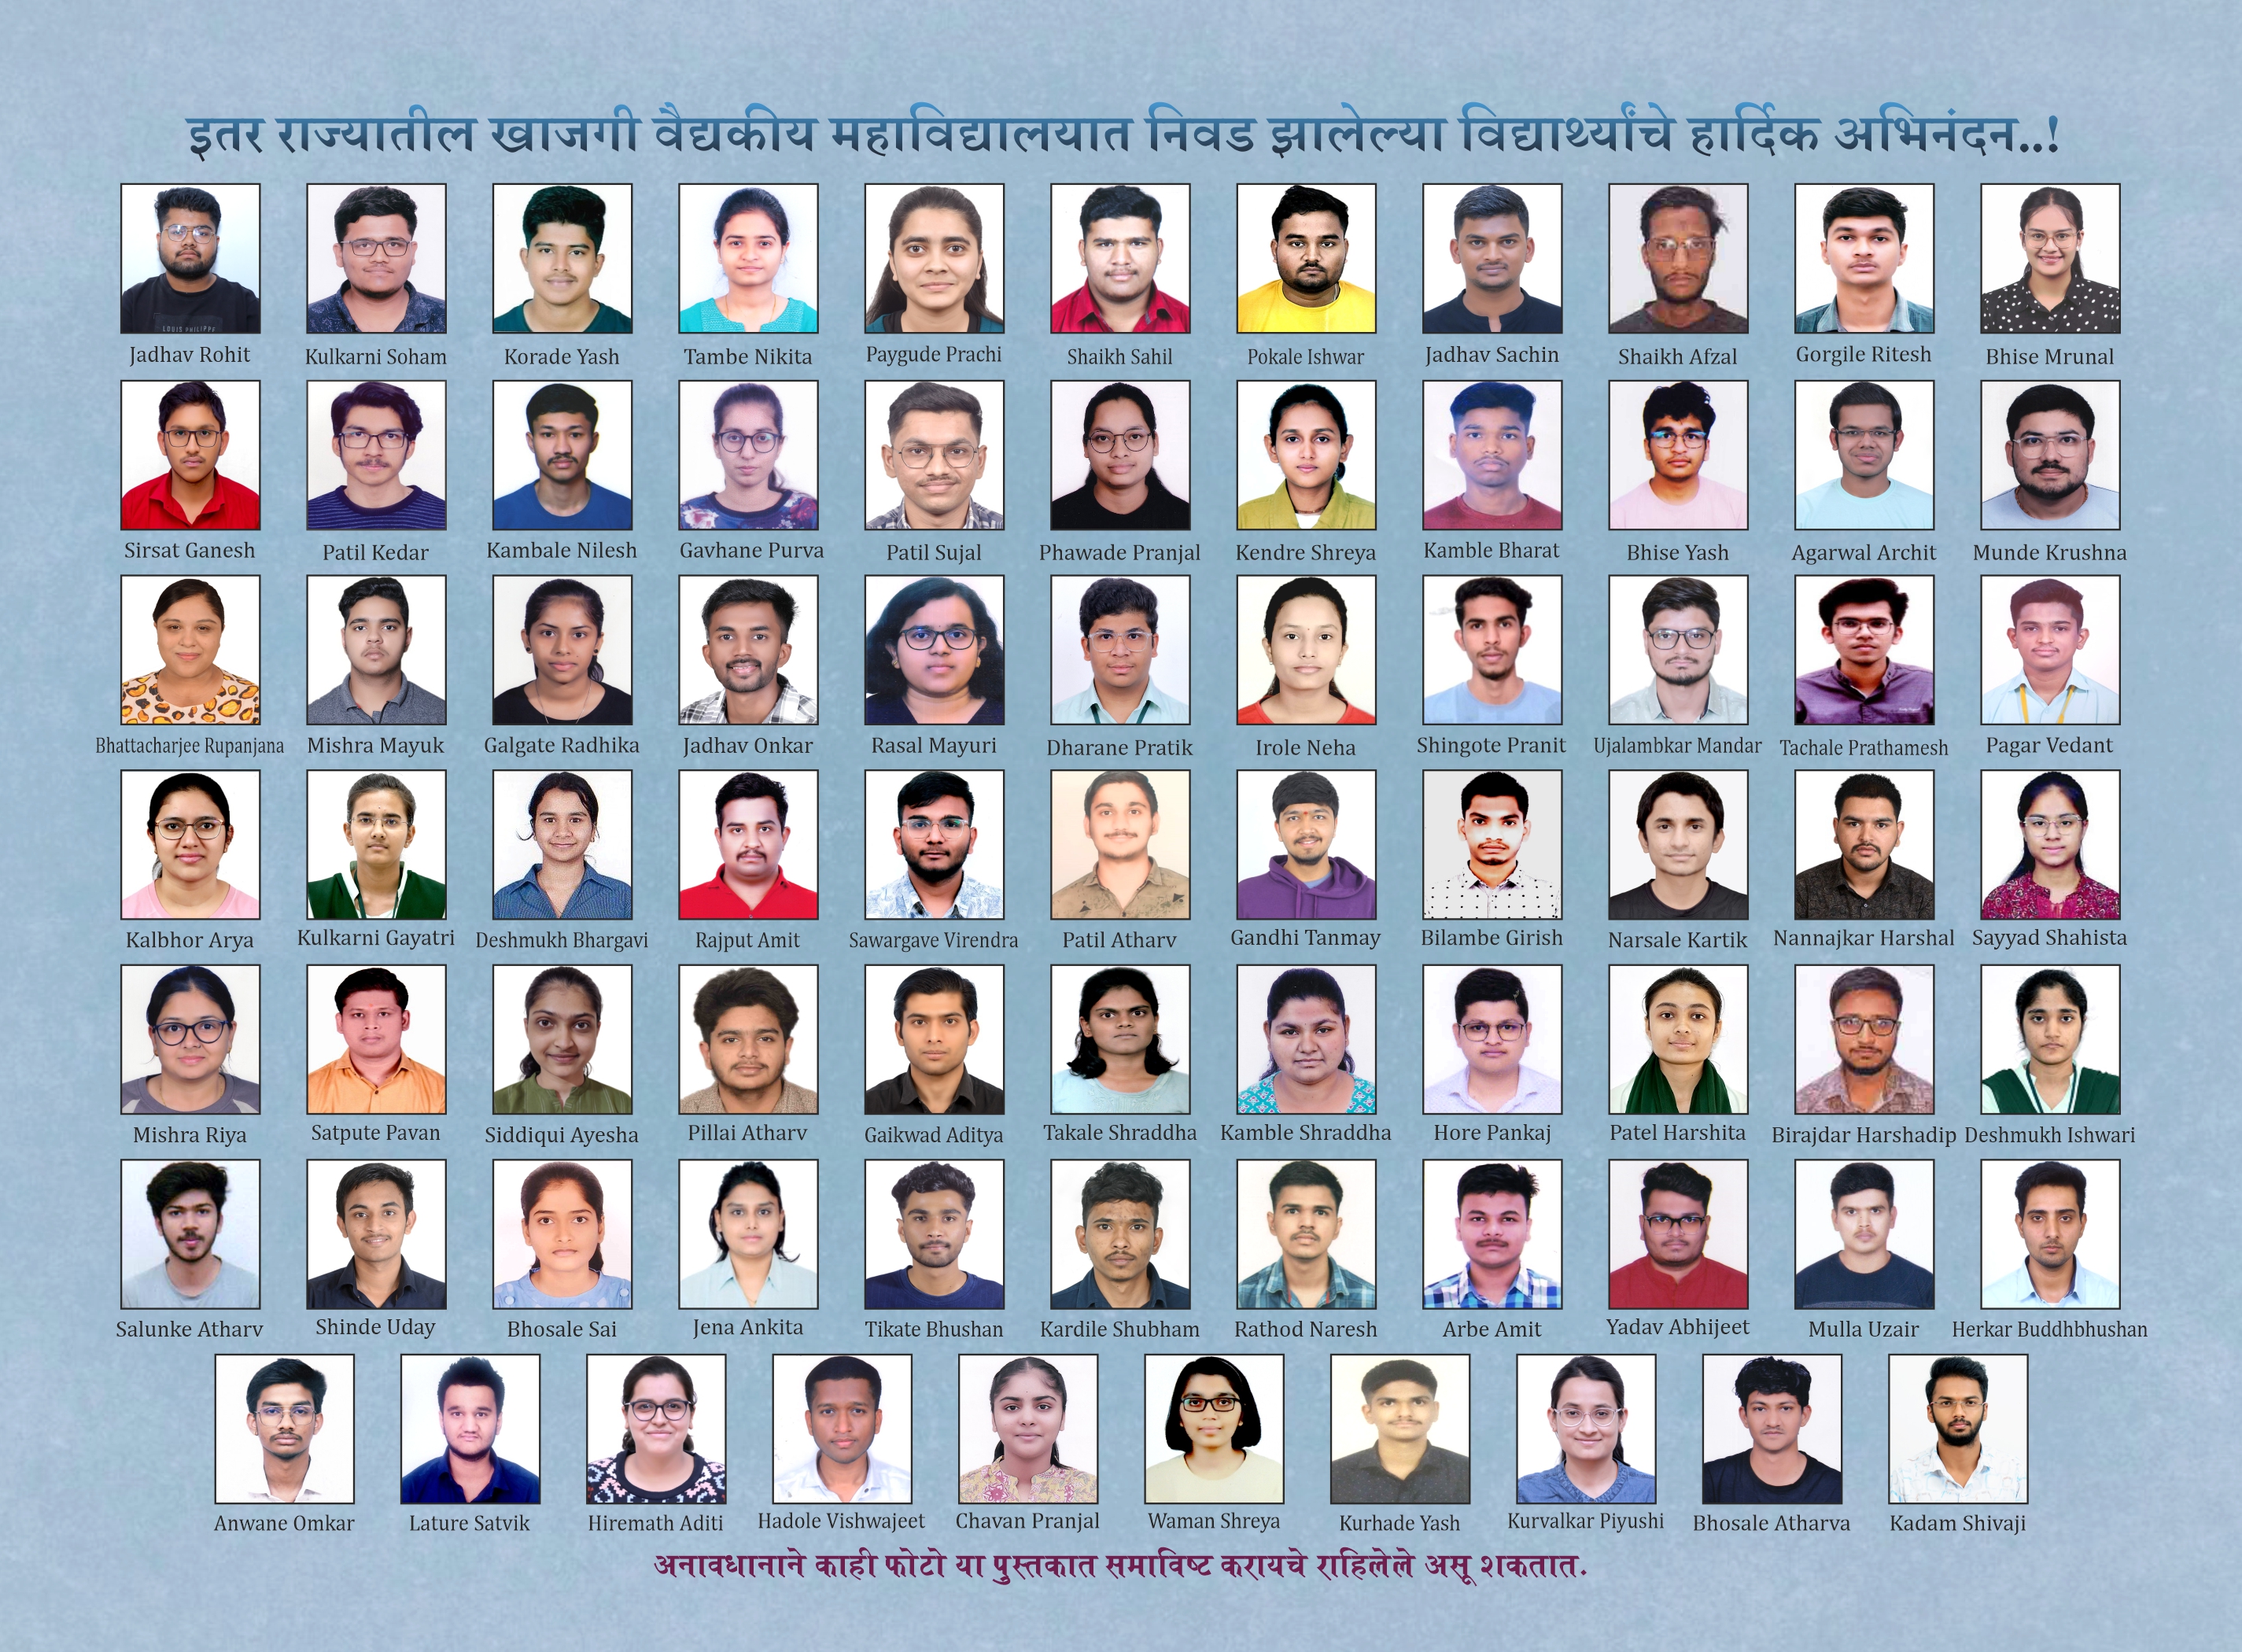 इतर राज्यातील खाजगी वैद्यकीय महाविद्यालयात निवड झालेल्या विद्यार्थ्यांचे हार्दिक अभिनंदन..!
LOUIS PHILIPPE
Jadhav Rohit Kulkarni Soham Korade Yash Tambe Nikita Paygude Prachi Shaikh Sahil Pokale Ishwar Jadhav Sachin Shaikh Afzal Gorgile Ritesh Bhise Mrunal
Sirsat Ganesh Patil Kedar Kambale Nilesh Gavhane Purva Patil Sujal Phawade Pranjal Kendre Shreya Kamble Bharat Bhise Yash Agarwal Archit Munde Krushna
Bhattacharjee Rupanjana Mishra Mayuk Galgate Radhika Jadhav Onkar Rasal Mayuri Dharane Pratik Irole Neha Shingote Pranit Ujalambkar Mandar Tachale Prathamesh Pagar Vedant
Kalbhor Arya Kulkarni Gayatri Deshmukh Bhargavi Rajput Amit Sawargave Virendra Patil Atharv Gandhi Tanmay Bilambe Girish Narsale Kartik Nannajkar Harshal Sayyad Shahista
Mishra Riya Satpute Pavan Siddiqui Ayesha Pillai Atharv Gaikwad Aditya Takale Shraddha Kamble Shraddha Hore Pankaj Patel Harshita Birajdar Harshadip Deshmukh Ishwari
Salunke Atharv Shinde Uday Bhosale Sai Jena Ankita Tikate Bhushan Kardile Shubham Rathod Naresh Arbe Amit Yadav Abhijeet Mulla Uzair Herkar Buddhbhushan
Anwane Omkar Lature Satvik Hiremath Aditi Hadole Vishwajeet Chavan Pranjal Waman Shreya Kurhade Yash Kurvalkar Piyushi Bhosale Atharva Kadam Shivaji
अनावधानाने काही फोटो या पुस्तकात समाविष्ट करायचे राहिलेले असू शकतात.